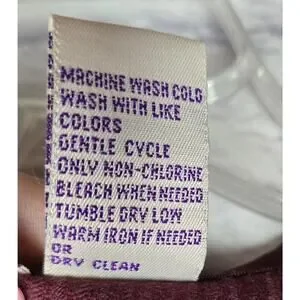 MACHINE WASH COLD
WASH WITH LIKE
COLORS
GENTLE CYCLE
ONLY NON-CHLORINE
BLEACH WHEN NEEDED
TUMBLE DRY LOW
WARM IRON IF NEEDED
OR
DRY CLEAN